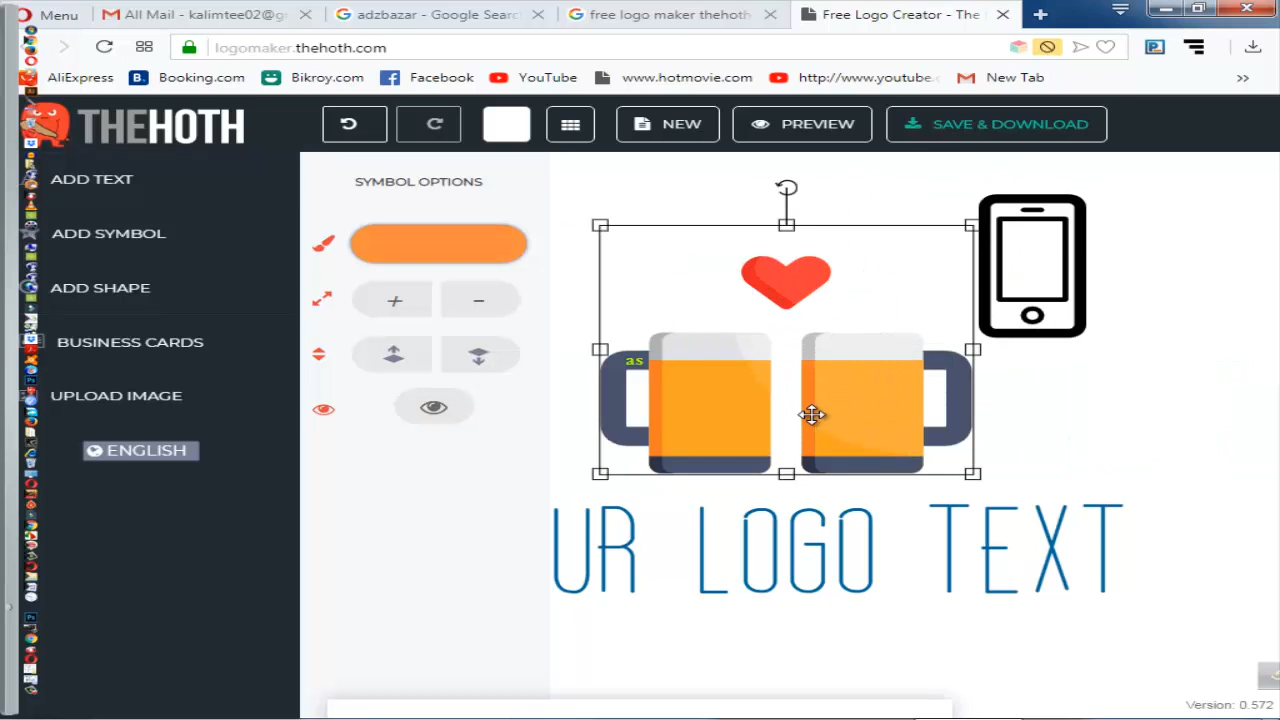 Menu
All Mail - kalimtee02@g
adzbazar - Google Searc
free logo maker thehoth
Free Logo Creator - The
logomaker.thehoth.com
AliExpress
Booking.com
Bikroy.com
Facebook
YouTube
www.hotmoviee.com
http://www.youtube.
New Tab
THEHOTH
NEW
PREVIEW
SAVE & DOWNLOAD
ADD TEXT
ADD SYMBOL
ADD SHAPE
BUSINESS CARDS
UPLOAD IMAGE
ENGLISH
SYMBOL OPTIONS
as
UR LOGO TEXT
Version: 0.572